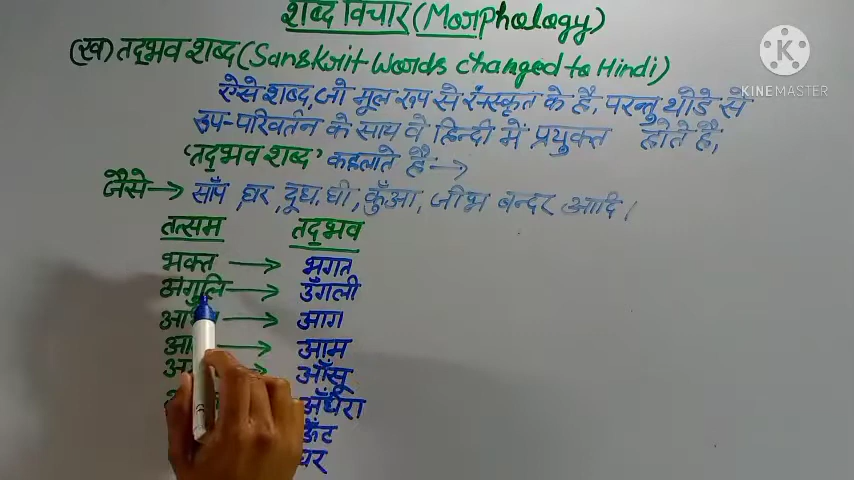 शब्द विचार (Morphology)
(ख) तद्भव शब्द (Sanskrit Words changed to Hindi)
ऐसे शब्द, जो मूल रूप से संस्कृत के है, परन्तु थोडे से
रूप-परिवर्तन के साथ वे हिन्दी में प्रयुक्त होते है,
'तद्भव शब्द' कहलाते है →
जैसे → साँप, घर, दूध, घी, कुँआ, जीभ बन्दर आदि।
तत्सम तद्भव
भक्त → भगत
अंगुलि → उँगली
→ आग
→ आम
आँसू
अँधेरा
ऊँट
घर
KINEMASTER